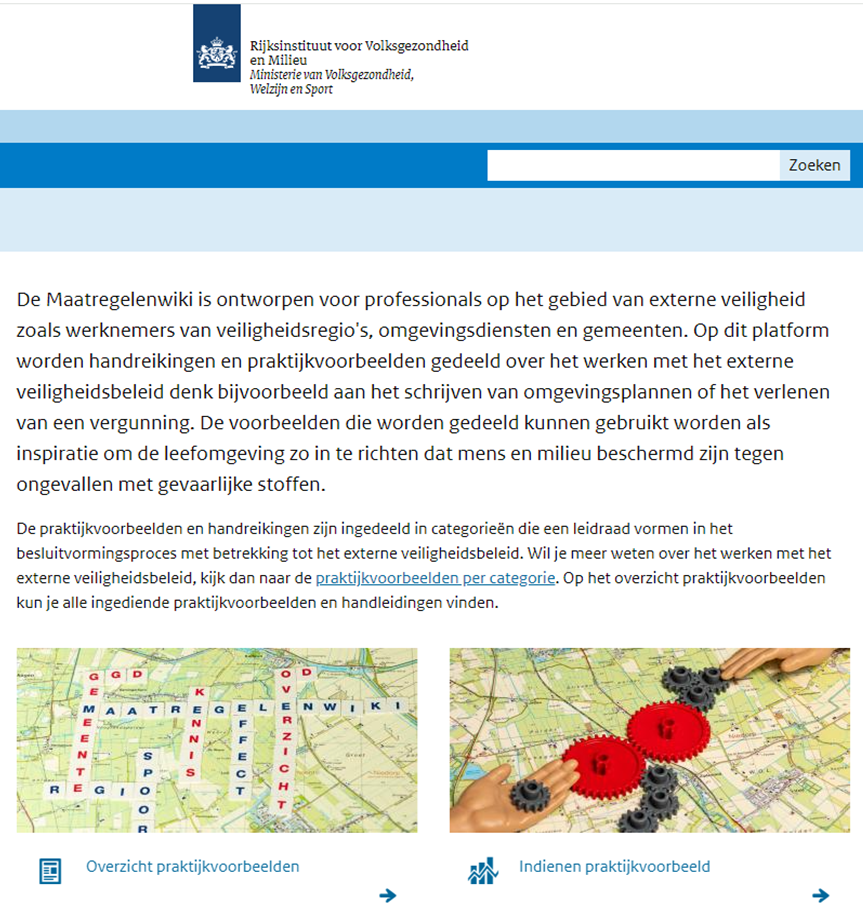 Rijksinstituut voor Volksgezondheid
en Milieu
Ministerie van Volksgezondheid,
Welzijn en Sport
Zoeken
De Maatregelenwiki is ontworpen voor professionals op het gebied van externe veiligheid
zoals werknemers van veiligheidsregio's, omgevingsdiensten en gemeenten. Op dit platform
worden handreikingen en praktijkvoorbeelden gedeeld over het werken met het externe
veiligheidsbeleid denk bijvoorbeeld aan het schrijven van omgevingsplannen of het verlenen
van een vergunning. De voorbeelden die worden gedeeld kunnen gebruikt worden als
inspiratie om de leefomgeving zo in te richten dat mens en milieu beschermd zijn tegen
ongevallen met gevaarlijke stoffen.
De praktijkvoorbeelden en handreikingen zijn ingedeeld in categorieën die een leidraad vormen in het
besluitvormingsproces met betrekking tot het externe veiligheidsbeleid. Wil je meer weten over het werken met het
externe veiligheidsbeleid, kijk dan naar de praktijkvoorbeelden per categorie. Op het overzicht praktijkvoorbeelden
kun je alle ingediende praktijkvoorbeelden en handleidingen vinden.
GGD
GEMEENTE
MAATREGELENWIKI
KENNIS
EFFECT
OVERZICHT
OD
SPOOR
REGIO
Overzicht praktijkvoorbeelden
Indienen praktijkvoorbeeld